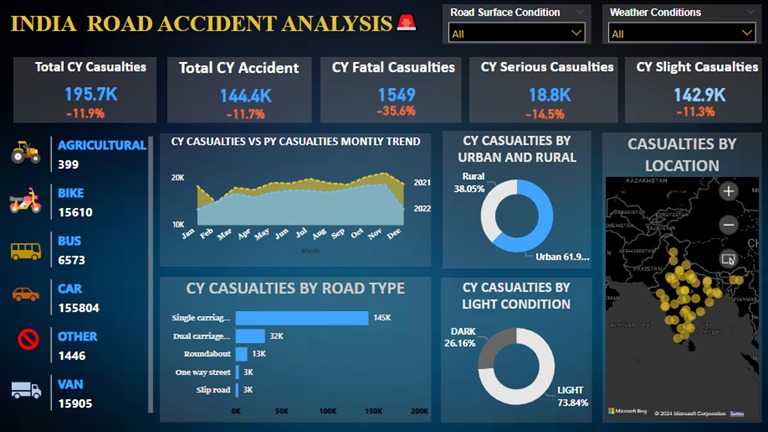 INDIA ROAD ACCIDENT ANALYSIS
Road Surface Condition
All
Weather Conditions
All
Total CY Casualties
195.7K
-11.9%
Total CY Accident
144.4K
-11.7%
CY Fatal Casualties
1549
-35.6%
CY Serious Casualties
18.8K
-14.5%
CY Slight Casualties
142.9K
-11.3%
AGRICULTURAL
399
BIKE
15610
BUS
6573
CAR
155804
OTHER
1446
VAN
15905
CY CASUALTIES VS PY CASUALTIES MONTLY TREND
20K
10K
2021
2022
Jan Feb Mar Apr May Jun Jul Aug Sep Oct Nov Dec
March
CY CASUALTIES BY ROAD TYPE
Single carriag... 145K
Dual carriage... 32K
Roundabout 13K
One way street 3K
Slip road 3K
0K 50K 100K 150K 200K
CY CASUALTIES BY
URBAN AND RURAL
Rural
38.05%
Urban 61.9...
CY CASUALTIES BY
LIGHT CONDITION
DARK
26.16%
LIGHT
73.84%
CASUALTIES BY
LOCATION
KAZAKHSTAN
PAKISTAN
Microsoft Bing
© 2024 Microsoft Corporation Terms